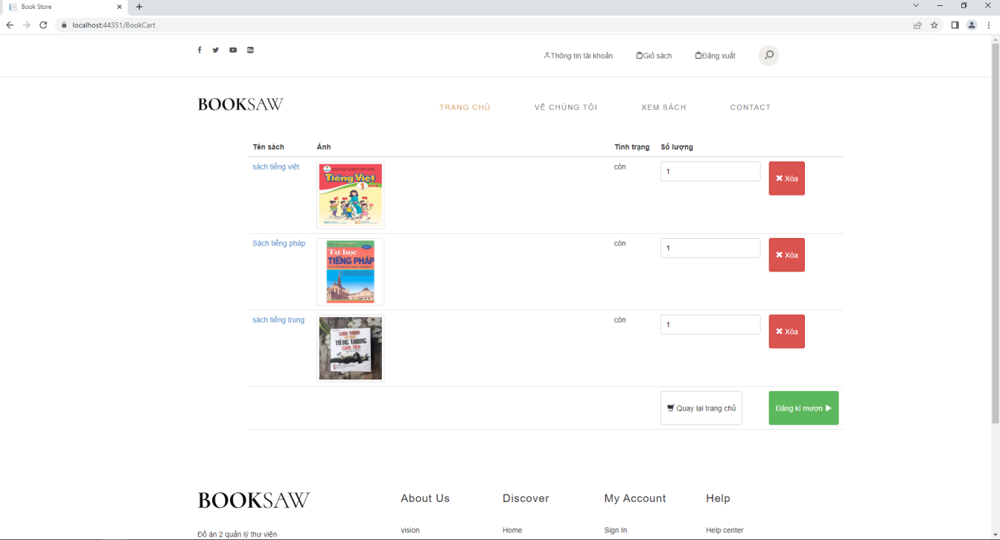 Book Store
localhost:44351/BookCart
Thông tin tài khoản
Giỏ sách
Đăng xuất
BOOKSAW
TRANG CHỦ
VỀ CHÚNG TÔI
XEM SÁCH
CONTACT
Tên sách Ảnh Tình trạng Số lượng
sách tiếng việt
Tiếng Việt
1
còn
1
Xóa
Sách tiếng pháp
Tự học
TIẾNG PHÁP
còn
1
Xóa
sách tiếng trung
TIẾNG TRUNG
còn
1
Xóa
Quay lại trang chủ
Đăng kí mượn
BOOKSAW
Đồ án 2 quản lý thư viện
About Us
vision
Discover
Home
My Account
Sign In
Help
Help center